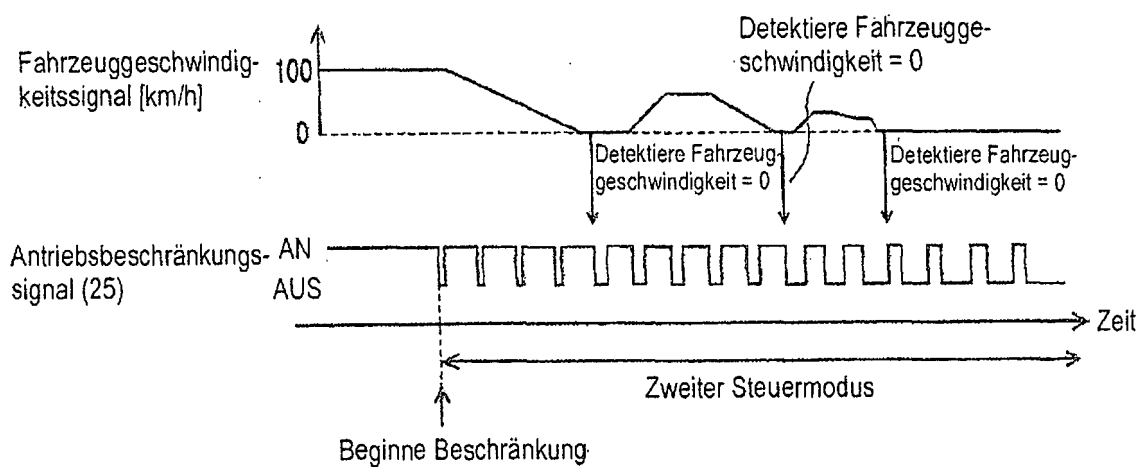 Detektiere Fahrzeugge-
schwindigkeit = 0
Fahrzeuggeschwindig-
keitssignal [km/h]
100
0
Detektiere Fahrzeug-
geschwindigkeit = 0
Detektiere Fahrzeug-
geschwindigkeit = 0
Antriebsbeschränkungs-
signal (25)
AN
AUS
Zeit
Zweiter Steuermodus
Beginne Beschränkung